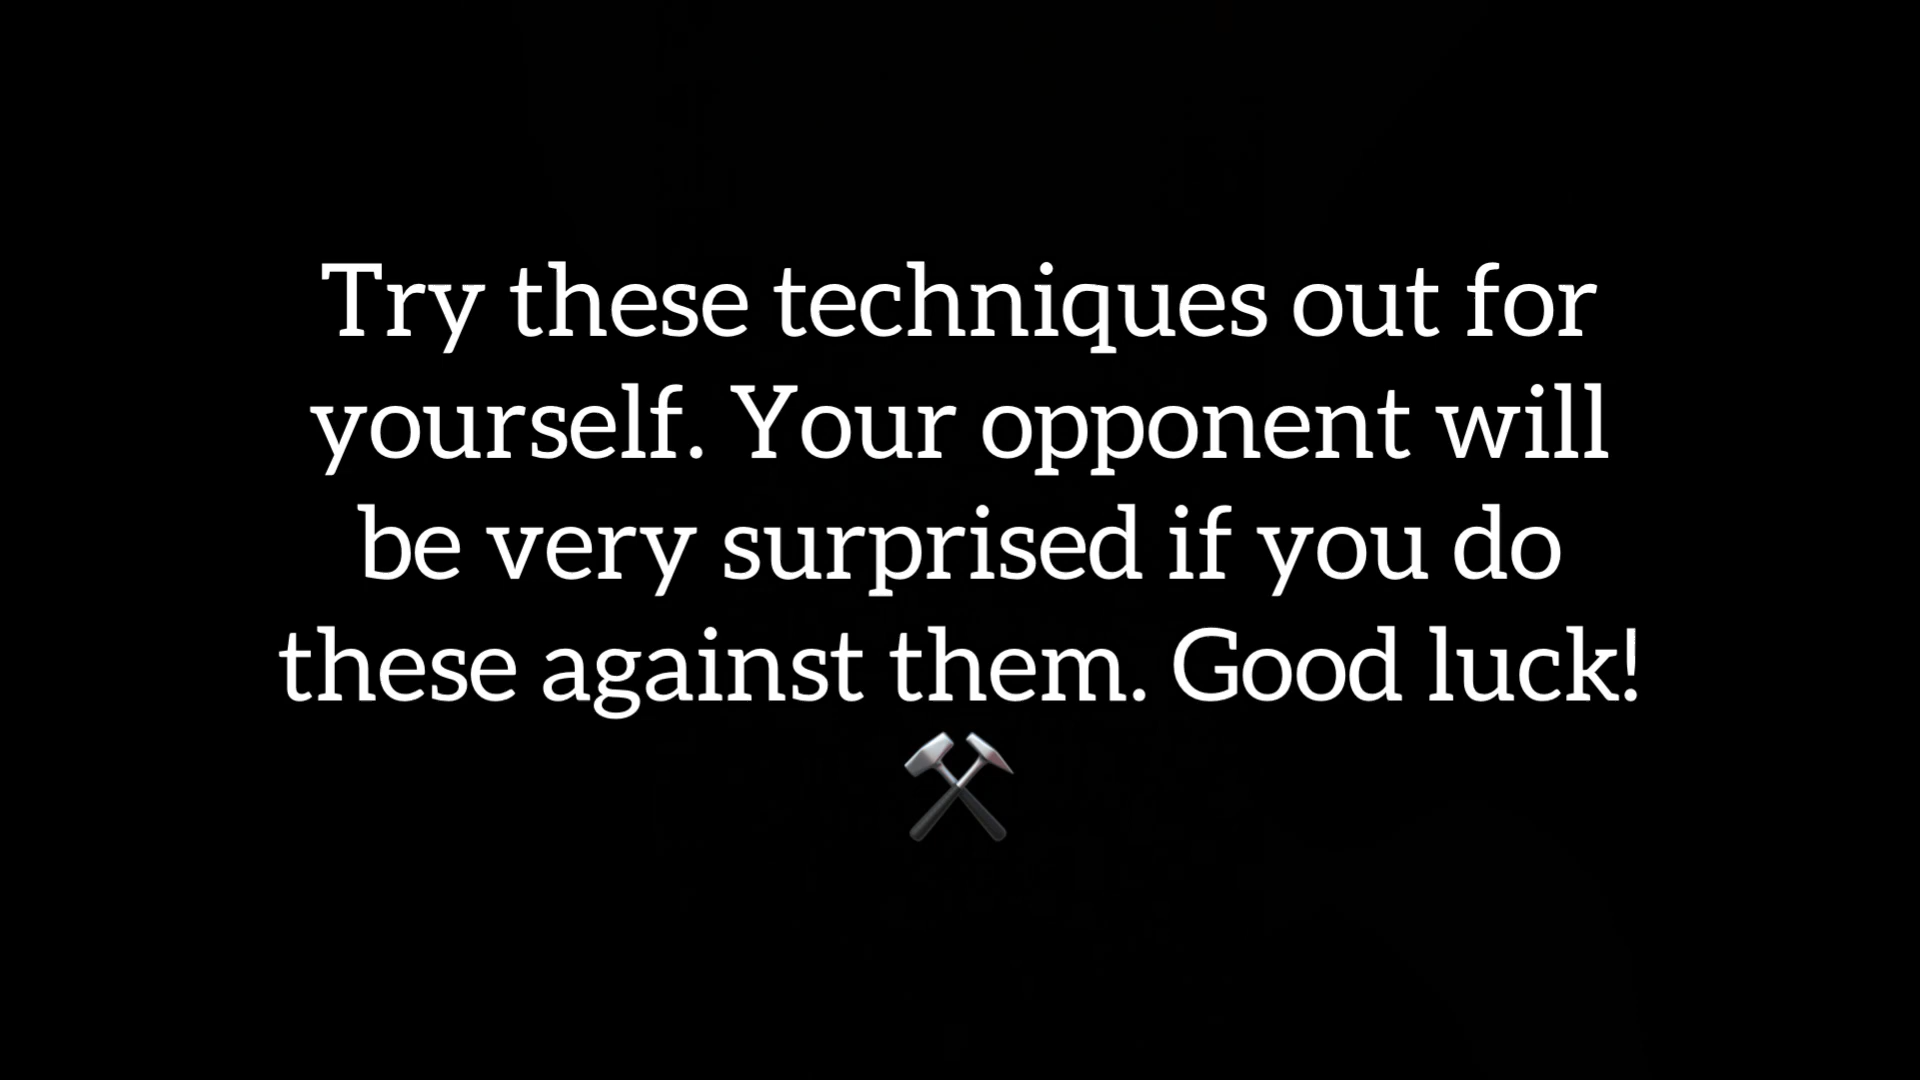 Try these techniques out for
yourself. Your opponent will
be very surprised if you do
these against them. Good luck!
⚒